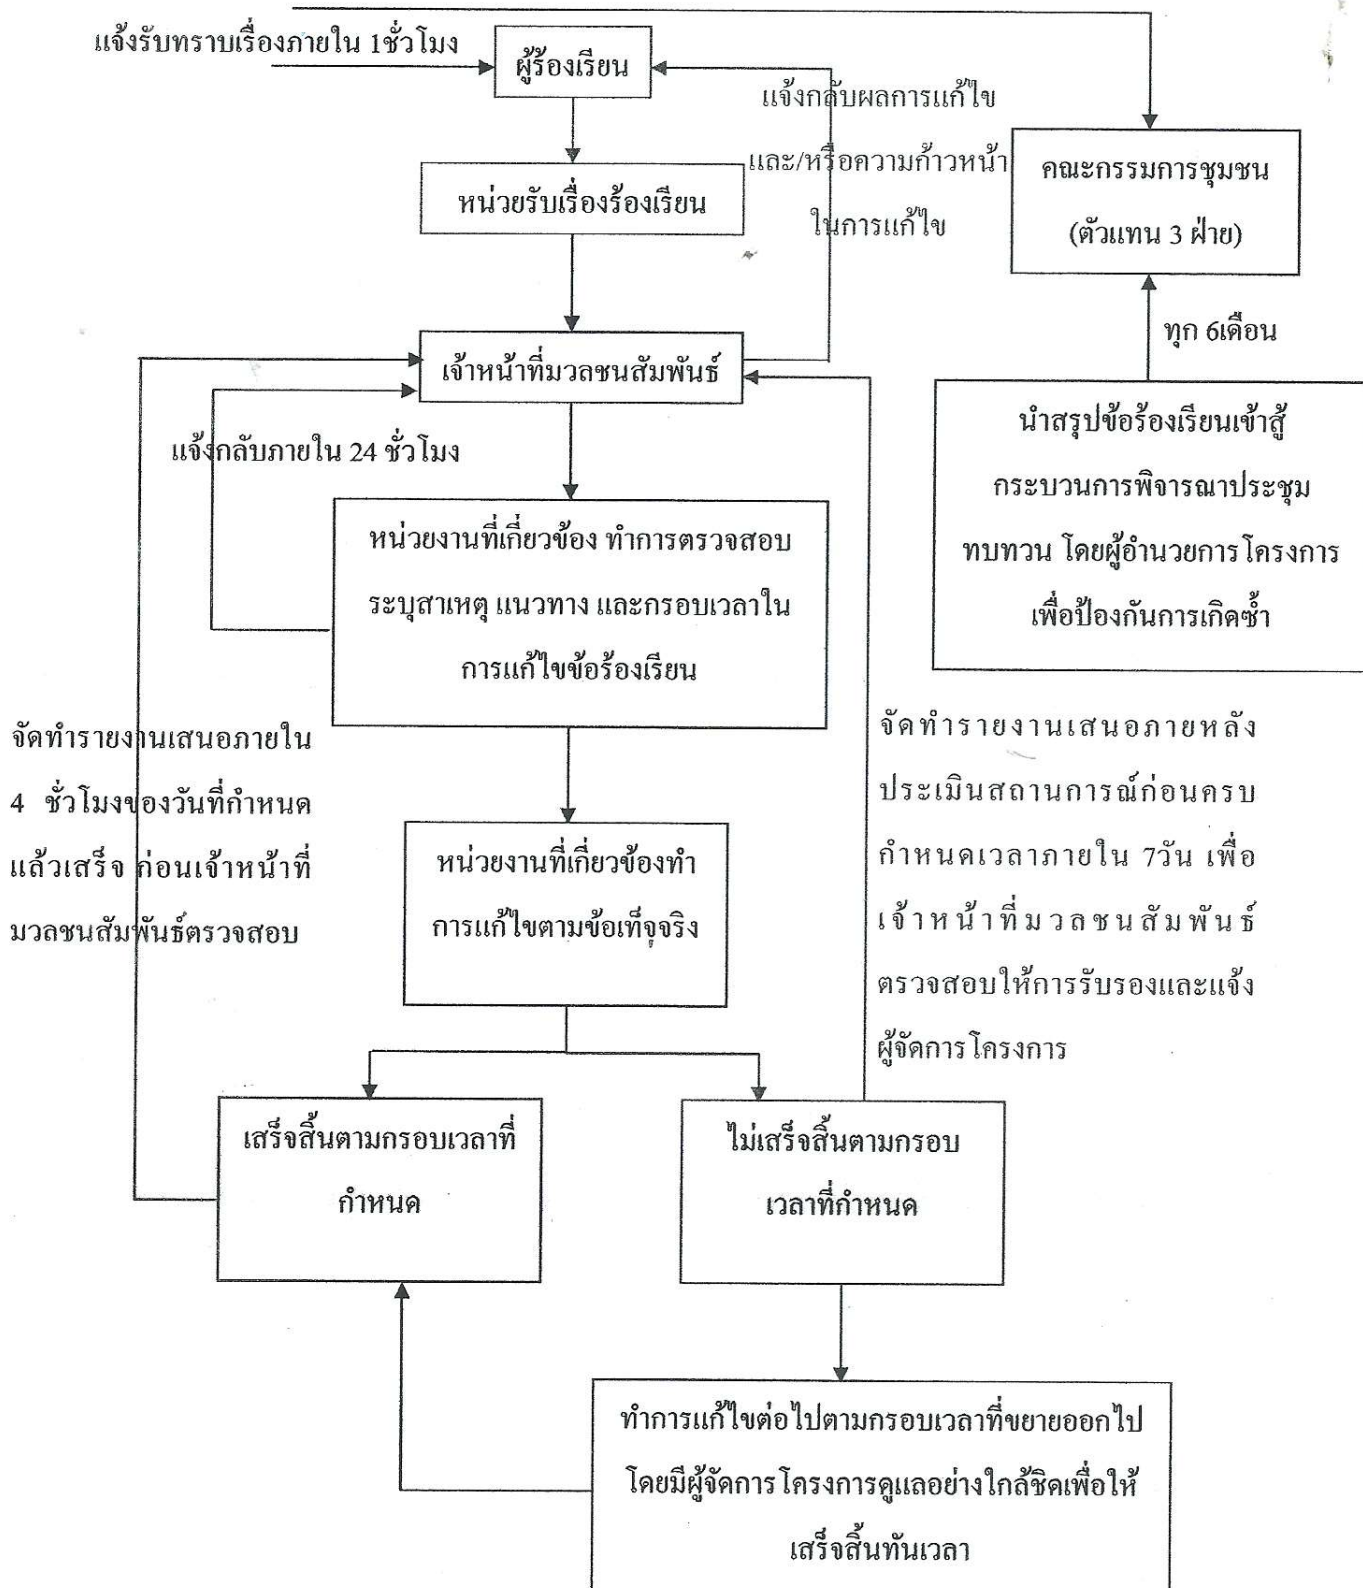 แจ้งรับทราบเรื่องภายใน 1ชั่วโมง
ผู้ร้องเรียน
แจ้งกลับผลการแก้ไข
และ/หรือความก้าวหน้า
ในการแก้ไข
หน่วยรับเรื่องร้องเรียน
คณะกรรมการชุมชน
(ตัวแทน 3 ฝ่าย)
ทุก 6เดือน
เจ้าหน้าที่มวลชนสัมพันธ์
แจ้งกลับภายใน 24 ชั่วโมง
นำสรุปข้อร้องเรียนเข้าสู้
กระบวนการพิจารณาประชุม
ทบทวน โดยผู้อำนวยการโครงการ
เพื่อป้องกันการเกิดซ้ำ
หน่วยงานที่เกี่ยวข้อง ทำการตรวจสอบ
ระบุสาเหตุ แนวทาง และกรอบเวลาใน
การแก้ไขข้อร้องเรียน
จัดทำรายงานเสนอภายใน
4 ชั่วโมงของวันที่กำหนด
แล้วเสร็จ ก่อนเจ้าหน้าที่
มวลชนสัมพันธ์ตรวจสอบ
จัดทำรายงานเสนอภายหลัง
ประเมินสถานการณ์ก่อนครบ
กำหนดเวลาภายใน 7วัน เพื่อ
เจ้าหน้าที่มวลชนสัมพันธ์
ตรวจสอบให้การรับรองและแจ้ง
ผู้จัดการโครงการ
หน่วยงานที่เกี่ยวข้องทำ
การแก้ไขตามข้อเท็จจริง
เสร็จสิ้นตามกรอบเวลาที่
กำหนด
ไม่เสร็จสิ้นตามกรอบ
เวลาที่กำหนด
ทำการแก้ไขต่อไปตามกรอบเวลาที่ขยายออกไป
โดยมีผู้จัดการโครงการดูแลอย่างใกล้ชิดเพื่อให้
เสร็จสิ้นทันเวลา